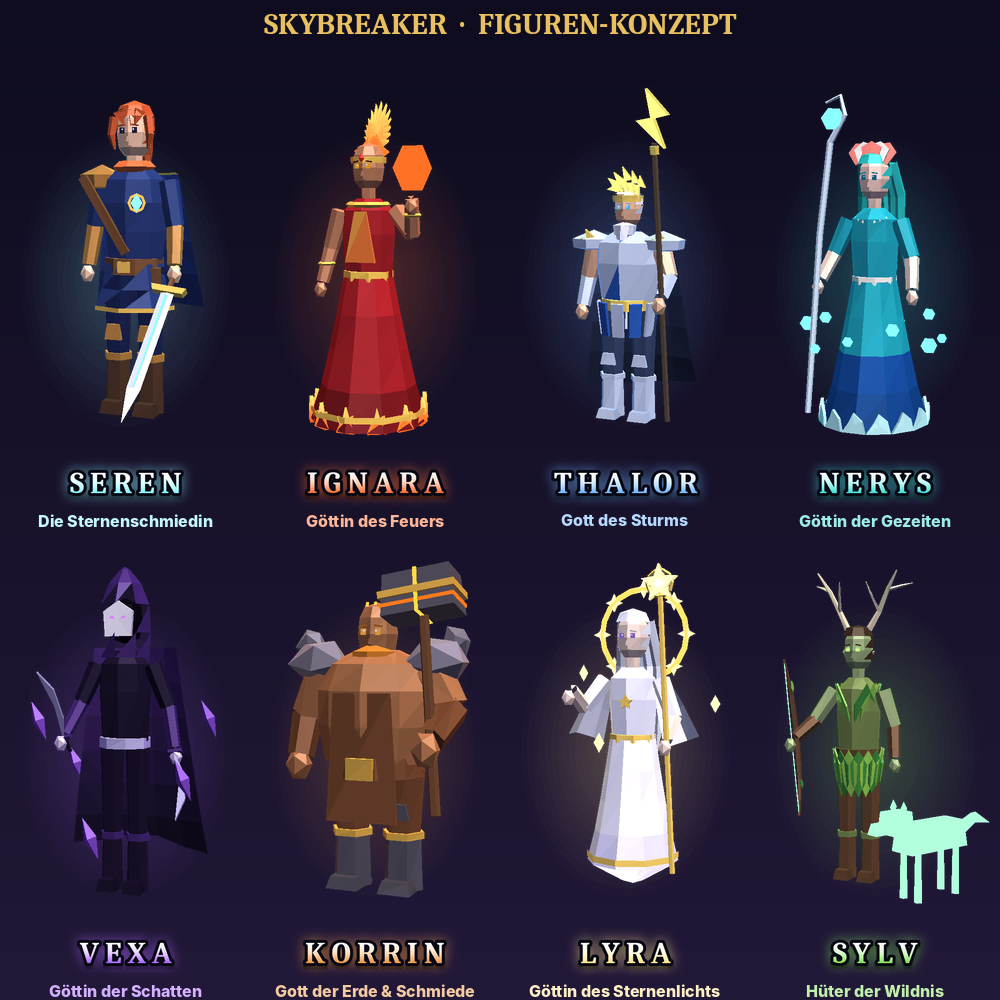 SKYBREAKER · FIGUREN-KONZEPT
SEREN
Die Sternenschmiedin
IGNARA
Göttin des Feuers
THALOR
Gott des Sturms
NERYS
Göttin der Gezeiten
VEXA
Göttin der Schatten
KORRIN
Gott der Erde & Schmiede
LYRA
Göttin des Sternenlichts
SYLV
Hüter der Wildnis